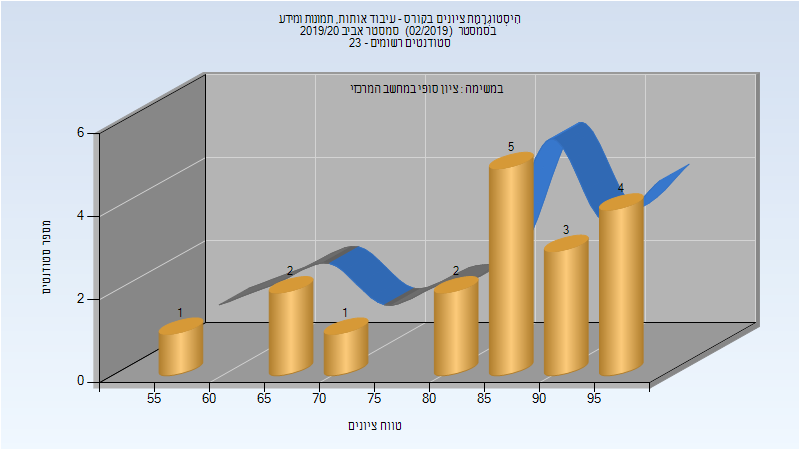 היסטוגרמת ציונים בקורס - עיבוד אותות, תמונות ומידע
בסמסטר (02/2019) סמסטר אביב 2019/20
סטודנטים רשומים - 23
במשימה : ציון סופי במחשב המרכזי
6
4
2
0
מספר סטודנטים
1
2
1
2
5
3
4
55 60 65 70 75 80 85 90 95
טווח ציונים